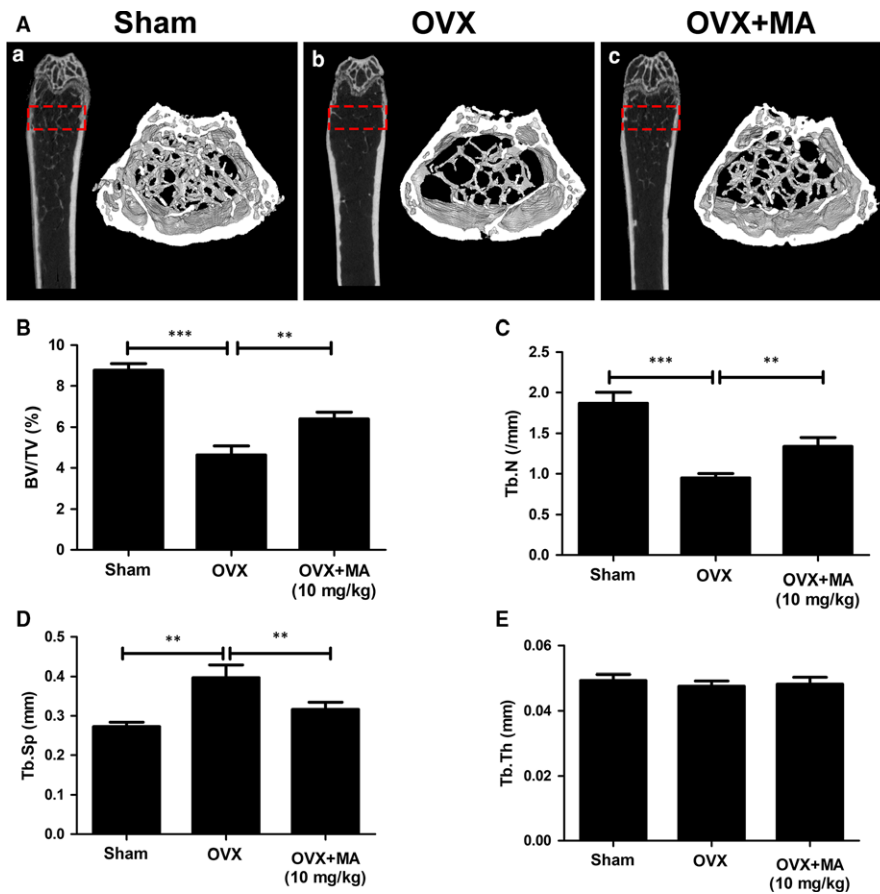 A
Sham
OVX
OVX+MA
a
b
c
B
BV/TV (%)
10
8
6
4
2
0
***
**
Sham
OVX
OVX+MA
(10 mg/kg)
C
Tb.N (/mm)
2.5
2.0
1.5
1.0
0.5
0.0
***
**
Sham
OVX
OVX+MA
(10 mg/kg)
D
Tb.Sp (mm)
0.5
0.4
0.3
0.2
0.1
0.0
**
**
Sham
OVX
OVX+MA
(10 mg/kg)
E
Tb.Th (mm)
0.06
0.04
0.02
0.00
Sham
OVX
OVX+MA
(10 mg/kg)